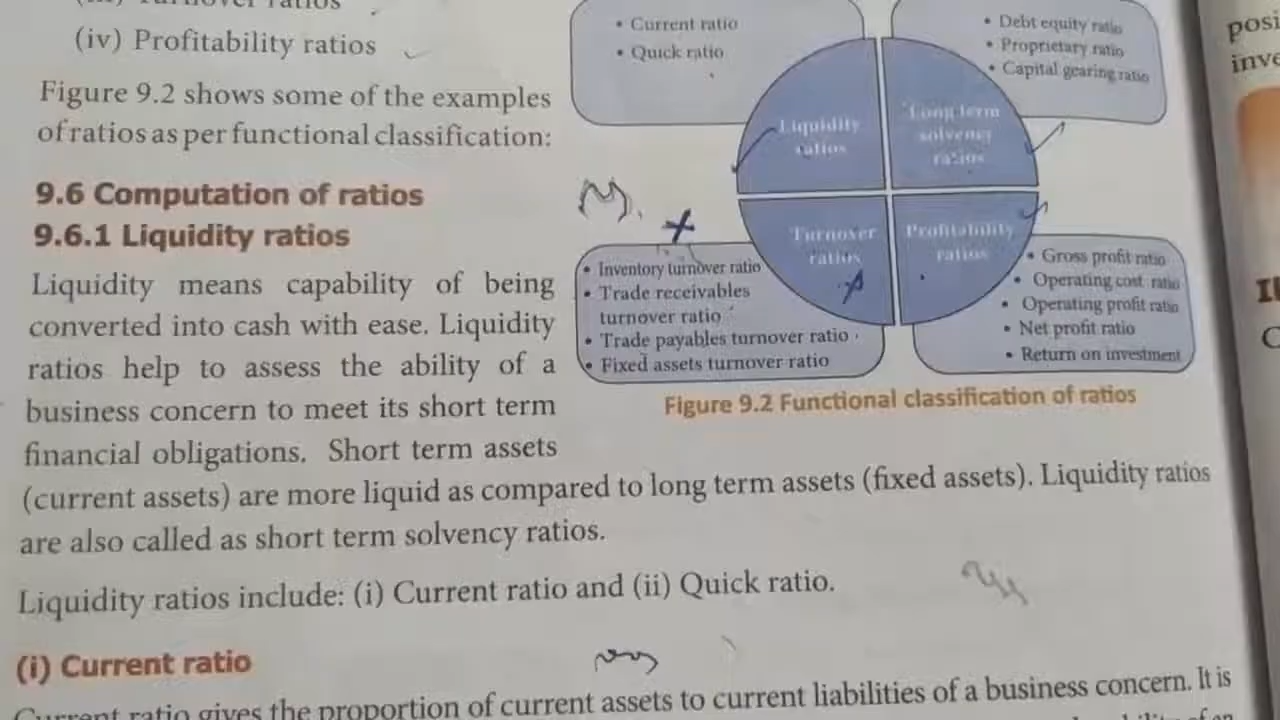 (iii) Turnover ratios
(iv) Profitability ratios
Figure 9.2 shows some of the examples
of ratios as per functional classification:
9.6 Computation of ratios
9.6.1 Liquidity ratios
Liquidity means capability of being
converted into cash with ease. Liquidity
ratios help to assess the ability of a
business concern to meet its short term
financial obligations. Short term assets
(current assets) are more liquid as compared to long term assets (fixed assets). Liquidity ratios
are also called as short term solvency ratios.
Liquidity ratios include: (i) Current ratio and (ii) Quick ratio.
(i) Current ratio
Current ratio gives the proportion of current assets to current liabilities of a business concern. It is
• Current ratio
• Quick ratio
• Debt equity ratio
• Proprietary ratio
• Capital gearing ratio
Liquidity
ratios
Long term
solvency
ratios
Turnover
ratios
Profitability
ratios
• Inventory turnover ratio
• Trade receivables
turnover ratio
• Trade payables turnover ratio
• Fixed assets turnover ratio
• Gross profit ratio
• Operating cost ratio
• Operating profit ratio
• Net profit ratio
• Return on investment
Figure 9.2 Functional classification of ratios